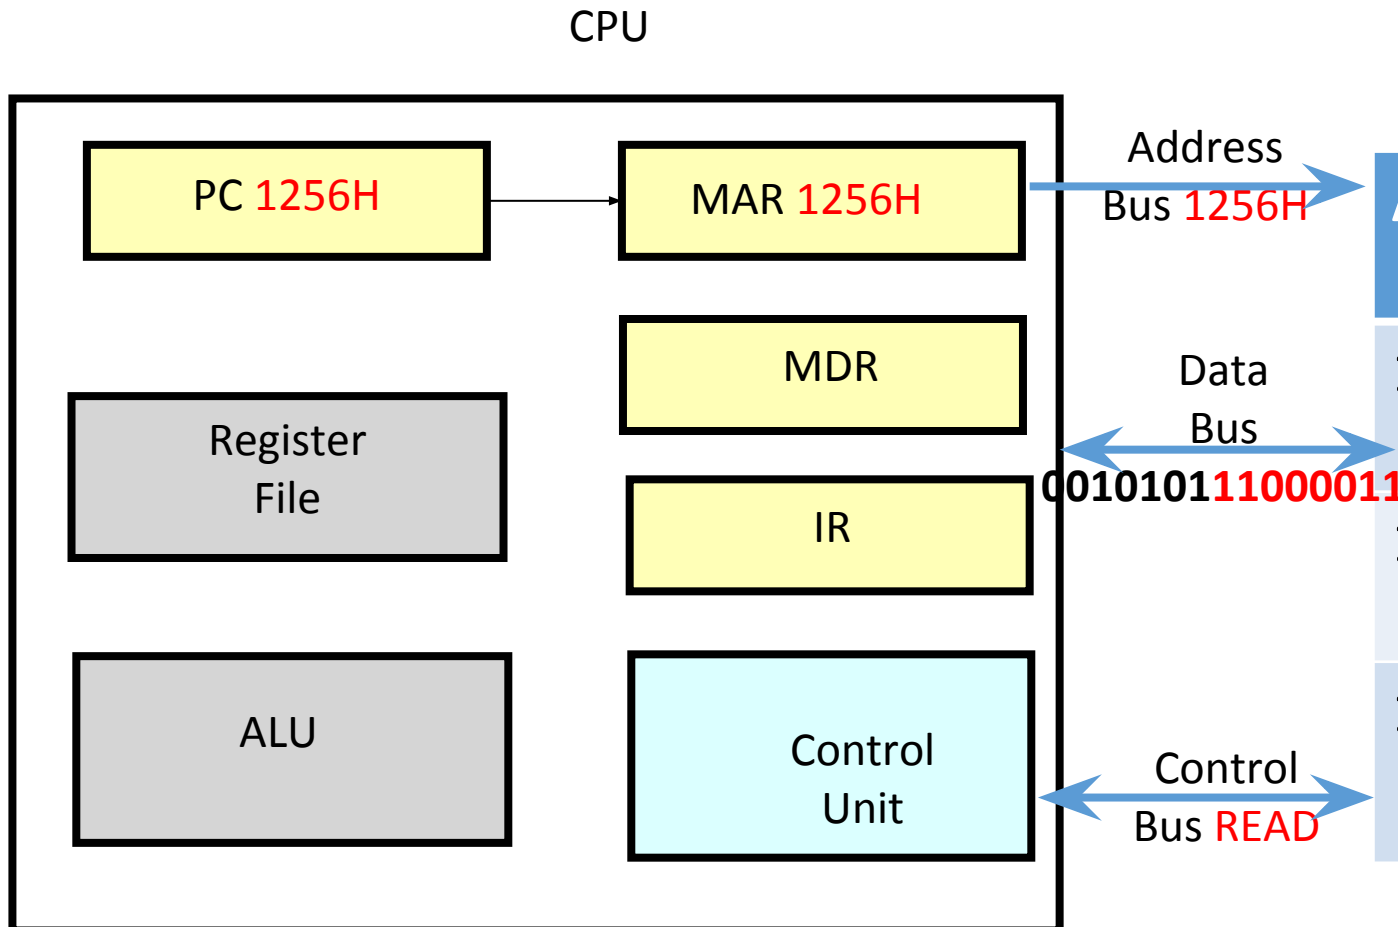 CPU
PC 1256H
MAR 1256H
Address
Bus 1256H
MDR
Data
Bus
001010111000011
Register
File
IR
ALU
Control
Unit
Control
Bus READ